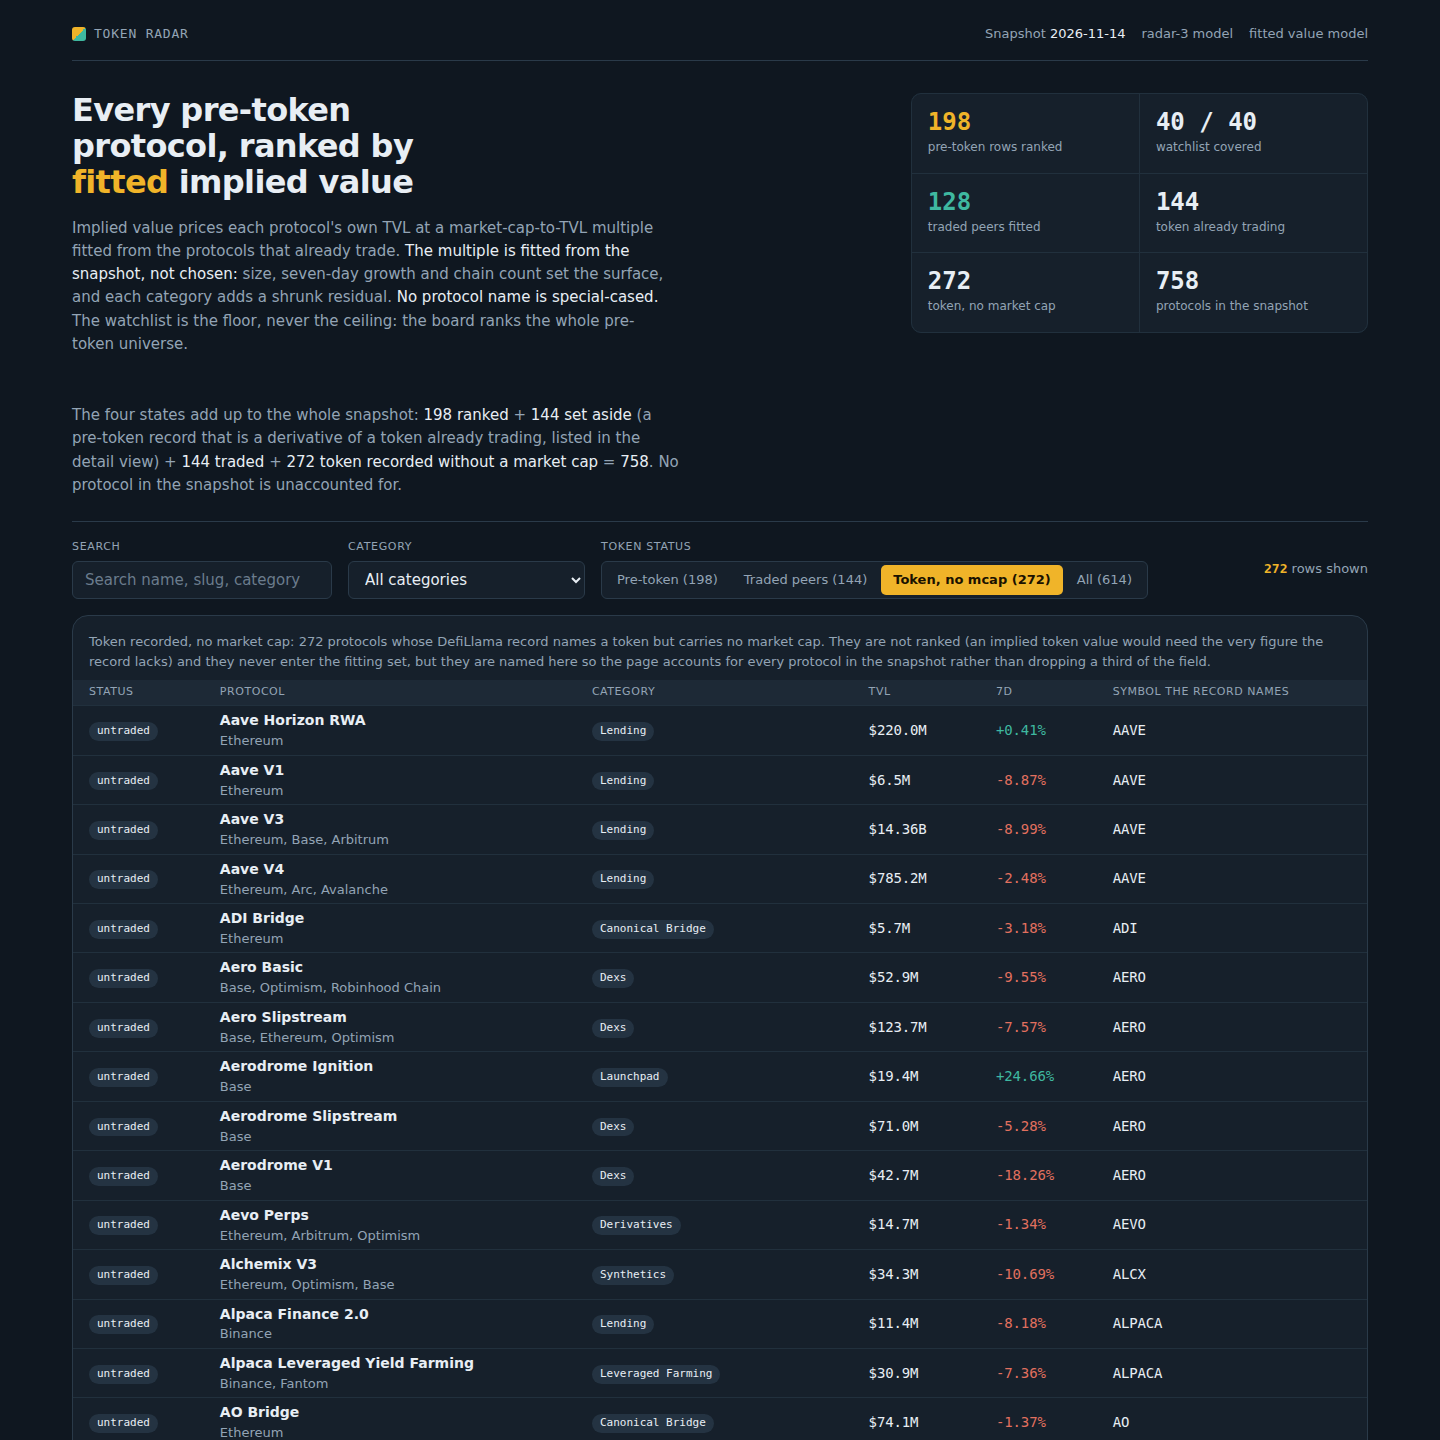 TOKEN RADAR
Snapshot 2026-11-14 radar-3 model fitted value model
Every pre-token
protocol, ranked by
fitted implied value
Implied value prices each protocol's own TVL at a market-cap-to-TVL multiple
fitted from the protocols that already trade. The multiple is fitted from the
snapshot, not chosen: size, seven-day growth and chain count set the surface,
and each category adds a shrunk residual. No protocol name is special-cased.
The watchlist is the floor, never the ceiling: the board ranks the whole pre-
token universe.
198
pre-token rows ranked
40 / 40
watchlist covered
128
traded peers fitted
144
token already trading
272
token, no market cap
758
protocols in the snapshot
The four states add up to the whole snapshot: 198 ranked + 144 set aside (a
pre-token record that is a derivative of a token already trading, listed in the
detail view) + 144 traded + 272 token recorded without a market cap = 758. No
protocol in the snapshot is unaccounted for.
SEARCH
Search name, slug, category
CATEGORY
All categories
TOKEN STATUS
Pre-token (198) Traded peers (144) Token, no mcap (272) All (614)
272 rows shown
Token recorded, no market cap: 272 protocols whose DefiLlama record names a token but carries no market cap. They are not ranked (an implied token value would need the very figure the
record lacks) and they never enter the fitting set, but they are named here so the page accounts for every protocol in the snapshot rather than dropping a third of the field.
STATUS PROTOCOL CATEGORY TVL 7D SYMBOL THE RECORD NAMES
untraded Aave Horizon RWA Lending $220.0M +0.41% AAVE
Ethereum
untraded Aave V1 Lending $6.5M -8.87% AAVE
Ethereum
untraded Aave V3 Lending $14.36B -8.99% AAVE
Ethereum, Base, Arbitrum
untraded Aave V4 Lending $785.2M -2.48% AAVE
Ethereum, Arc, Avalanche
untraded ADI Bridge Canonical Bridge $5.7M -3.18% ADI
Ethereum
untraded Aero Basic Dexs $52.9M -9.55% AERO
Base, Optimism, Robinhood Chain
untraded Aero Slipstream Dexs $123.7M -7.57% AERO
Base, Ethereum, Optimism
untraded Aerodrome Ignition Launchpad $19.4M +24.66% AERO
Base
untraded Aerodrome Slipstream Dexs $71.0M -5.28% AERO
Base
untraded Aerodrome V1 Dexs $42.7M -18.26% AERO
Base
untraded Aevo Perps Derivatives $14.7M -1.34% AEVO
Ethereum, Arbitrum, Optimism
untraded Alchemix V3 Synthetics $34.3M -10.69% ALCX
Ethereum, Optimism, Base
untraded Alpaca Finance 2.0 Lending $11.4M -8.18% ALPACA
Binance
untraded Alpaca Leveraged Yield Farming Leveraged Farming $30.9M -7.36% ALPACA
Binance, Fantom
untraded AO Bridge Canonical Bridge $74.1M -1.37% AO
Ethereum